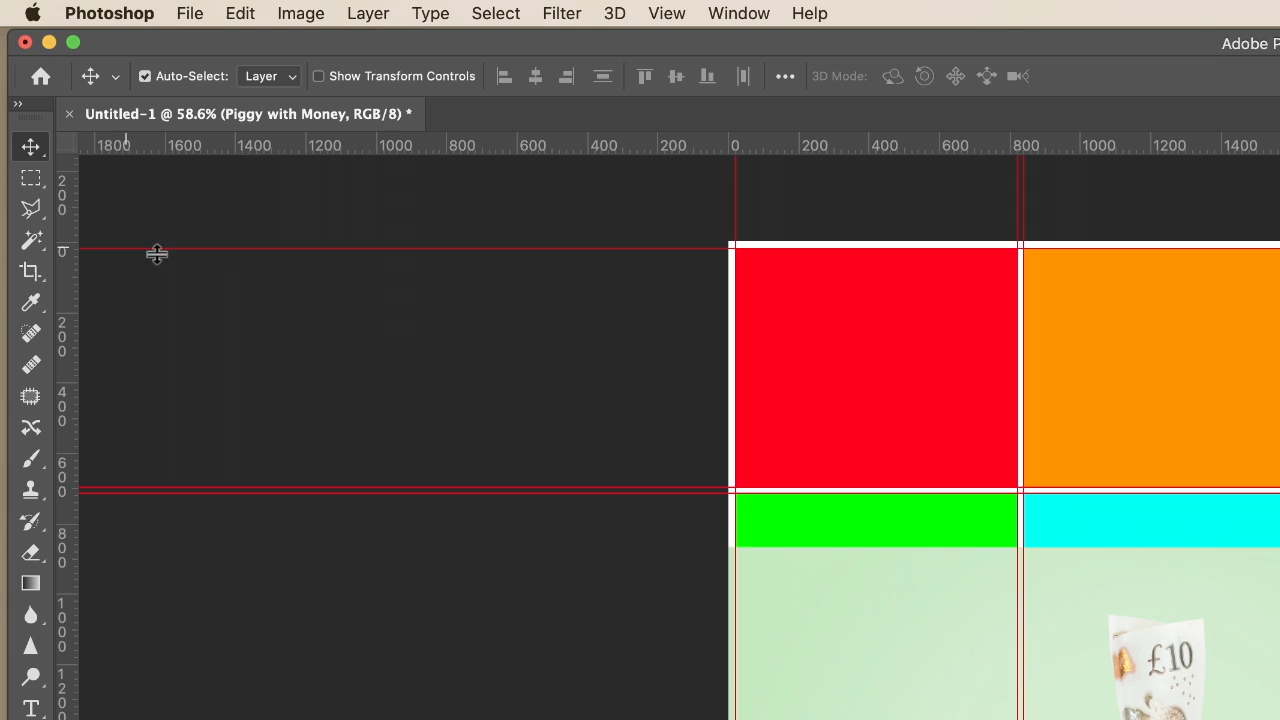 Photoshop File Edit Image Layer Type Select Filter 3D View Window Help
Adobe P
Auto-Select: Layer Show Transform Controls ••• 3D Mode:
× Untitled-1 @ 58.6% (Piggy with Money, RGB/8) *
1800 1600 1400 1200 1000 800 600 400 200 0 200 400 600 800 1000 1200 1400
200
0
200
400
600
800
1000
120
£10
T